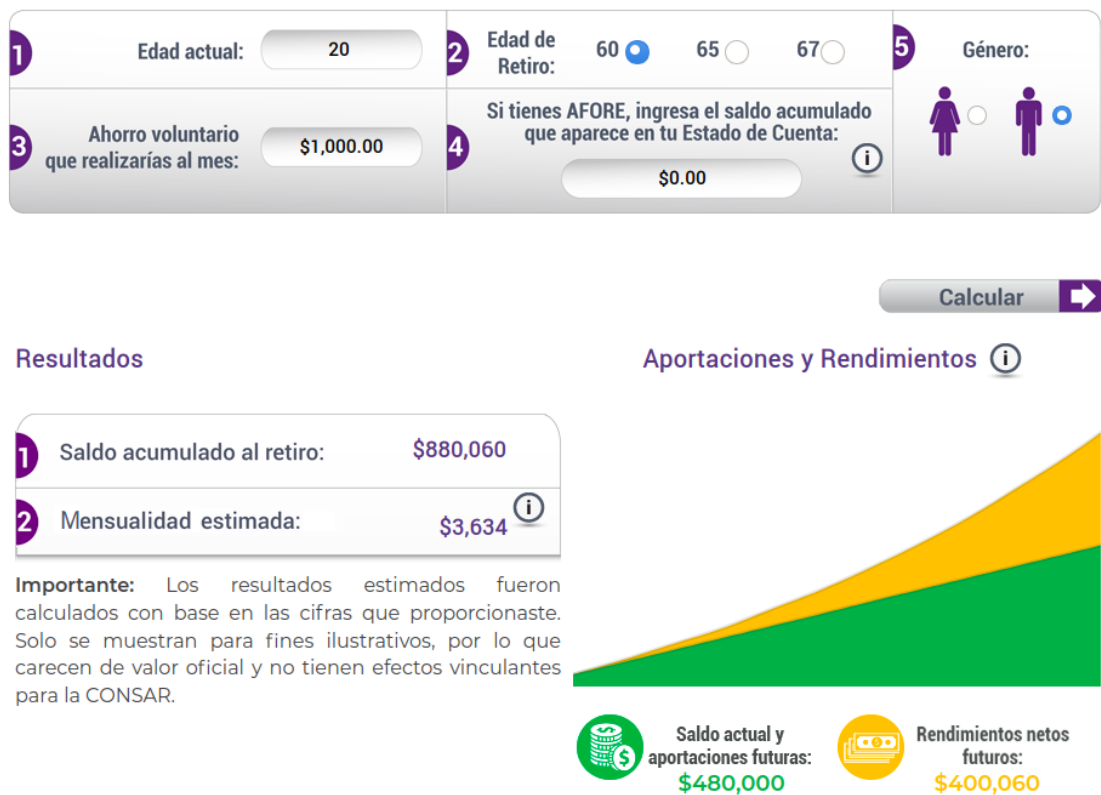 1
Edad actual:
20
2
Edad de
Retiro:
60
65
67
5
Género:
3
Ahorro voluntario
que realizarías al mes:
$1,000.00
4
Si tienes AFORE, ingresa el saldo acumulado
que aparece en tu Estado de Cuenta:
i
$0.00
Calcular
Resultados
Aportaciones y Rendimientos i
1
Saldo acumulado al retiro:
$880,060
2
Mensualidad estimada:
$3,634
i
Importante: Los resultados estimados fueron
calculados con base en las cifras que proporcionaste.
Solo se muestran para fines ilustrativos, por lo que
carecen de valor oficial y no tienen efectos vinculantes
para la CONSAR.
Saldo actual y
aportaciones futuras:
$480,000
Rendimientos netos
futuros:
$400,060